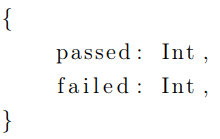 {
passed : Int ,
failed : Int ,
}